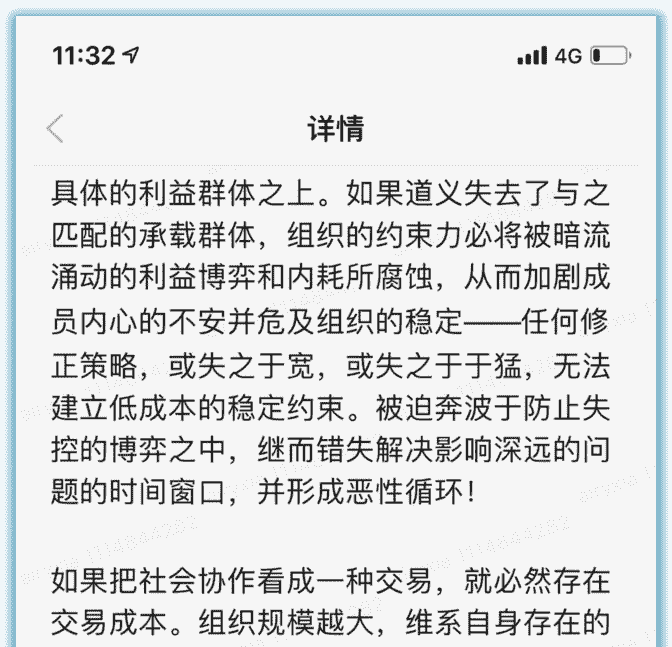 11:32
4G
详情
具体的利益群体之上。如果道义失去了与之
匹配的承载群体，组织的约束力必将被暗流
涌动的利益博弈和内耗所腐蚀，从而加剧成
员内心的不安并危及组织的稳定——任何修
正策略，或失之于宽，或失之于于猛，无法
建立低成本的稳定约束。被迫奔波于防止失
控的博弈之中，继而错失解决影响深远的问
题的时间窗口，并形成恶性循环！
如果把社会协作看成一种交易，就必然存在
交易成本。组织规模越大，维系自身存在的